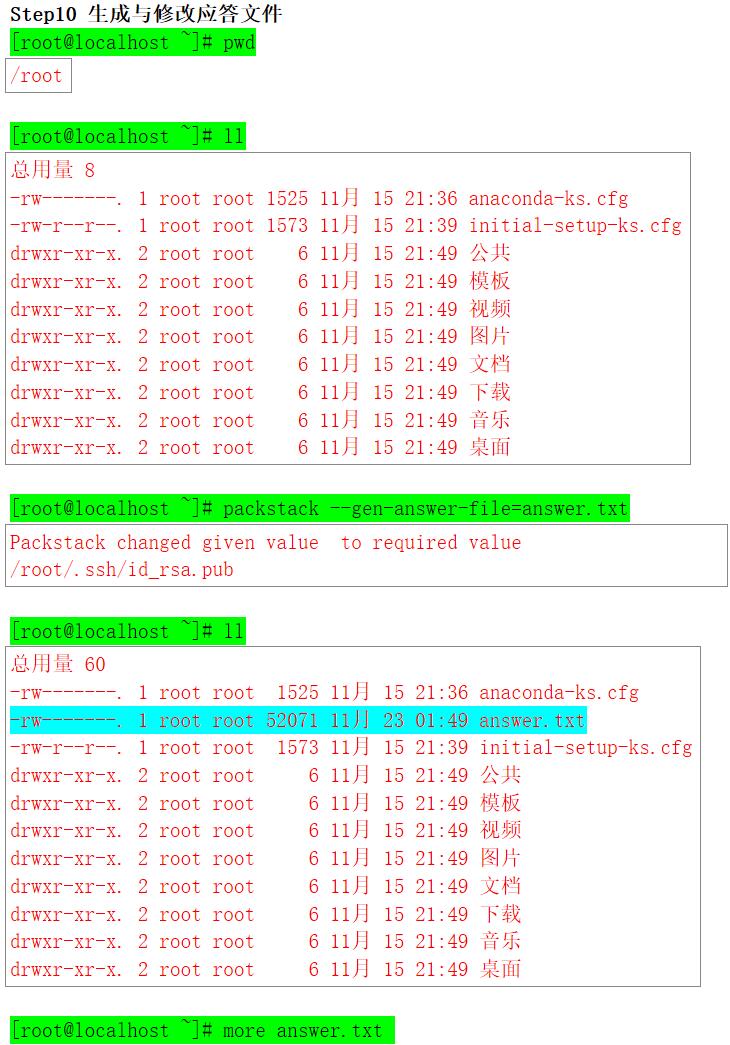 Step10 生成与修改应答文件
[root@localhost ~]# pwd
/root
[root@localhost ~]# ll
总用量 8
-rw-------. 1 root root 1525 11月 15 21:36 anaconda-ks.cfg
-rw-r--r--. 1 root root 1573 11月 15 21:39 initial-setup-ks.cfg
drwxr-xr-x. 2 root root    6 11月 15 21:49 公共
drwxr-xr-x. 2 root root    6 11月 15 21:49 模板
drwxr-xr-x. 2 root root    6 11月 15 21:49 视频
drwxr-xr-x. 2 root root    6 11月 15 21:49 图片
drwxr-xr-x. 2 root root    6 11月 15 21:49 文档
drwxr-xr-x. 2 root root    6 11月 15 21:49 下载
drwxr-xr-x. 2 root root    6 11月 15 21:49 音乐
drwxr-xr-x. 2 root root    6 11月 15 21:49 桌面
[root@localhost ~]# packstack --gen-answer-file=answer.txt
Packstack changed given value  to required value
/root/.ssh/id_rsa.pub
[root@localhost ~]# ll
总用量 60
-rw-------. 1 root root  1525 11月 15 21:36 anaconda-ks.cfg
-rw-------. 1 root root 52071 11月 23 01:49 answer.txt
-rw-r--r--. 1 root root  1573 11月 15 21:39 initial-setup-ks.cfg
drwxr-xr-x. 2 root root     6 11月 15 21:49 公共
drwxr-xr-x. 2 root root     6 11月 15 21:49 模板
drwxr-xr-x. 2 root root     6 11月 15 21:49 视频
drwxr-xr-x. 2 root root     6 11月 15 21:49 图片
drwxr-xr-x. 2 root root     6 11月 15 21:49 文档
drwxr-xr-x. 2 root root     6 11月 15 21:49 下载
drwxr-xr-x. 2 root root     6 11月 15 21:49 音乐
drwxr-xr-x. 2 root root     6 11月 15 21:49 桌面
[root@localhost ~]# more answer.txt